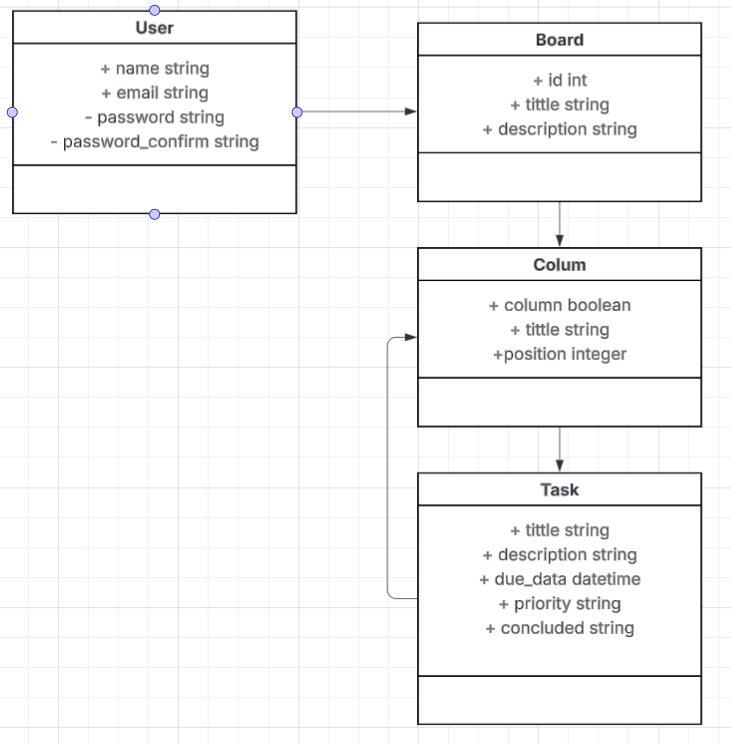 User
+ name string
+ email string
- password string
- password_confirm string
Board
+ id int
+ tittle string
+ description string
Colum
+ column boolean
+ tittle string
+position integer
Task
+ tittle string
+ description string
+ due_data datetime
+ priority string
+ concluded string